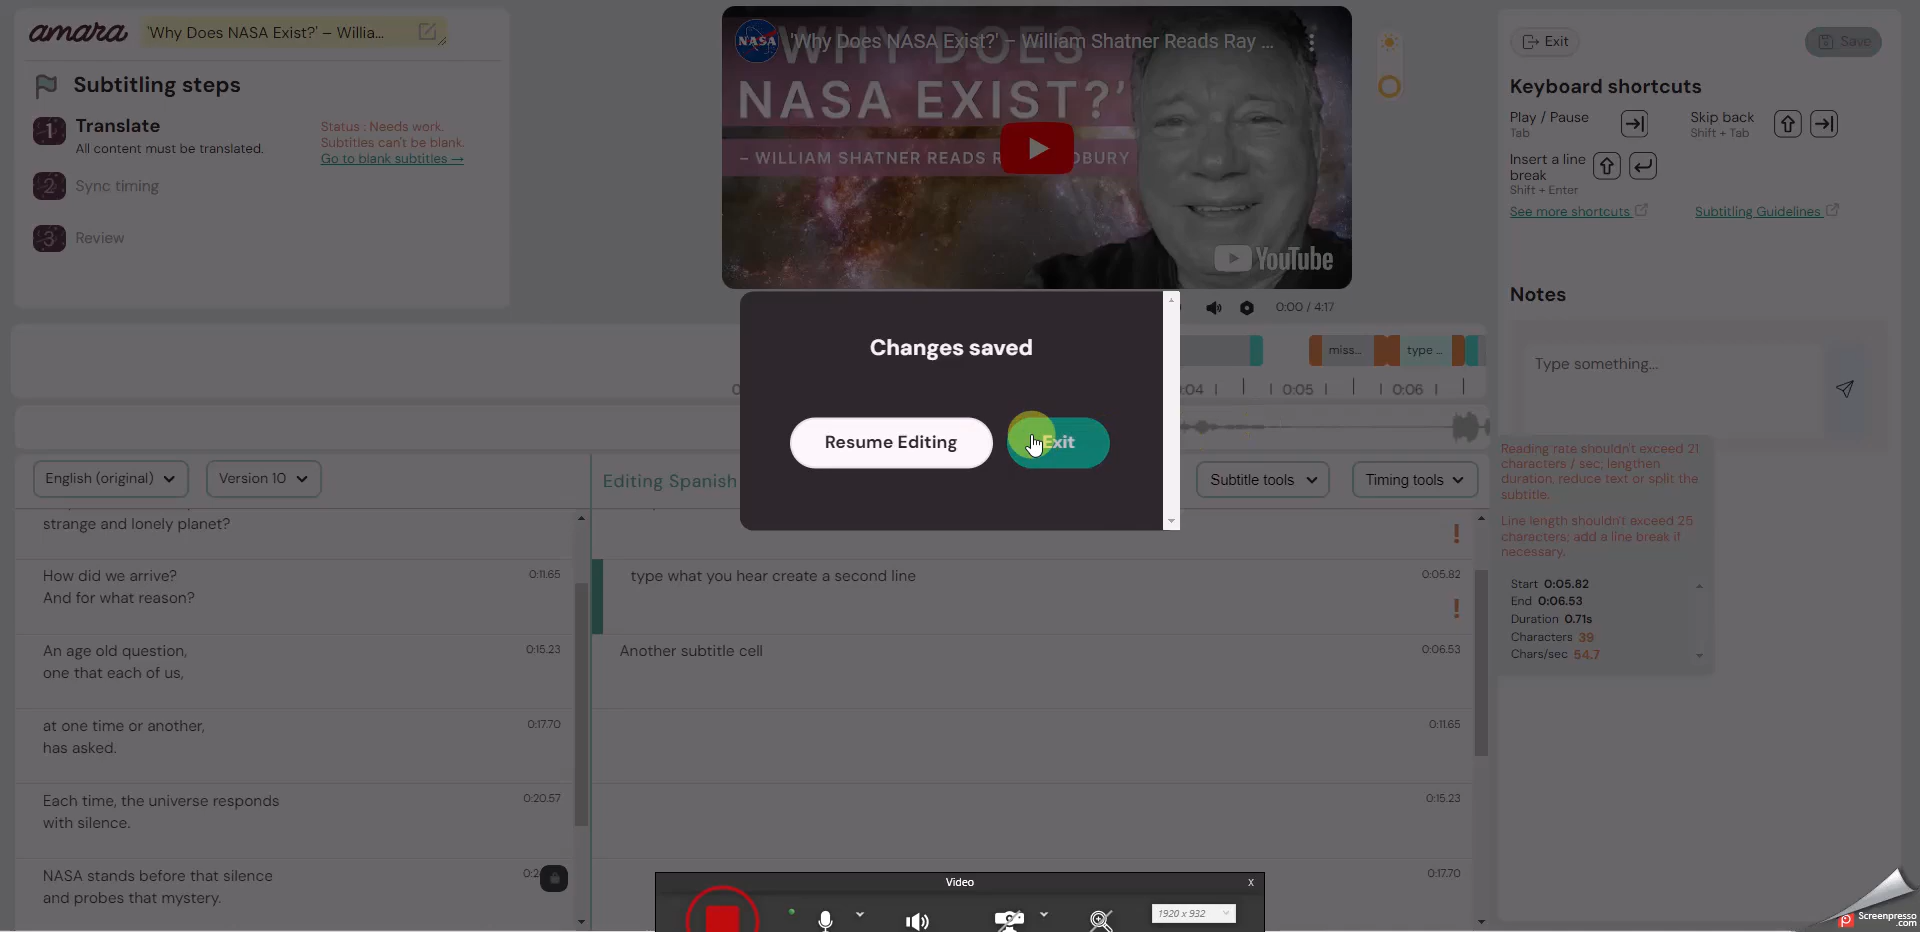 amara
'Why Does NASA Exist?' – Willia...
Subtitling steps
1 Translate
All content must be translated.
Status : Needs work.
Subtitles can't be blank.
Go to blank subtitles →
2 Sync timing
3 Review
NASA
'Why Does NASA Exist?' – William Shatner Reads Ray ...
'WHY DOES
NASA EXIST?'
– WILLIAM SHATNER READS R
DBURY
YouTube
0:00 / 4:17
Exit
Save
Keyboard shortcuts
Play / Pause
Tab
Skip back
Shift + Tab
Insert a line
break
Shift + Enter
See more shortcuts
Subtitling Guidelines
Notes
Type something...
miss...
type ...
:04
0:05
0:06
Changes saved
Resume Editing
Exit
English (original)
Version 10
Editing Spanish
Subtitle tools
Timing tools
strange and lonely planet?
How did we arrive?
And for what reason?
0:11.65
An age old question,
one that each of us,
0:15.23
at one time or another,
has asked.
0:17.70
Each time, the universe responds
with silence.
0:20.57
NASA stands before that silence
and probes that mystery.
0:2
!
type what you hear create a second line
0:05.82
!
Another subtitle cell
0:06.53
0:11.65
0:15.23
0:17.70
Reading rate shouldn't exceed 21
characters / sec; lengthen
duration, reduce text or split the
subtitle.
Line length shouldn't exceed 25
characters; add a line break if
necessary.
Start 0:05.82
End 0:06.53
Duration 0.71s
Characters 39
Chars/sec 54.7
Video
x
1920 x 932
Screenpresso
.com